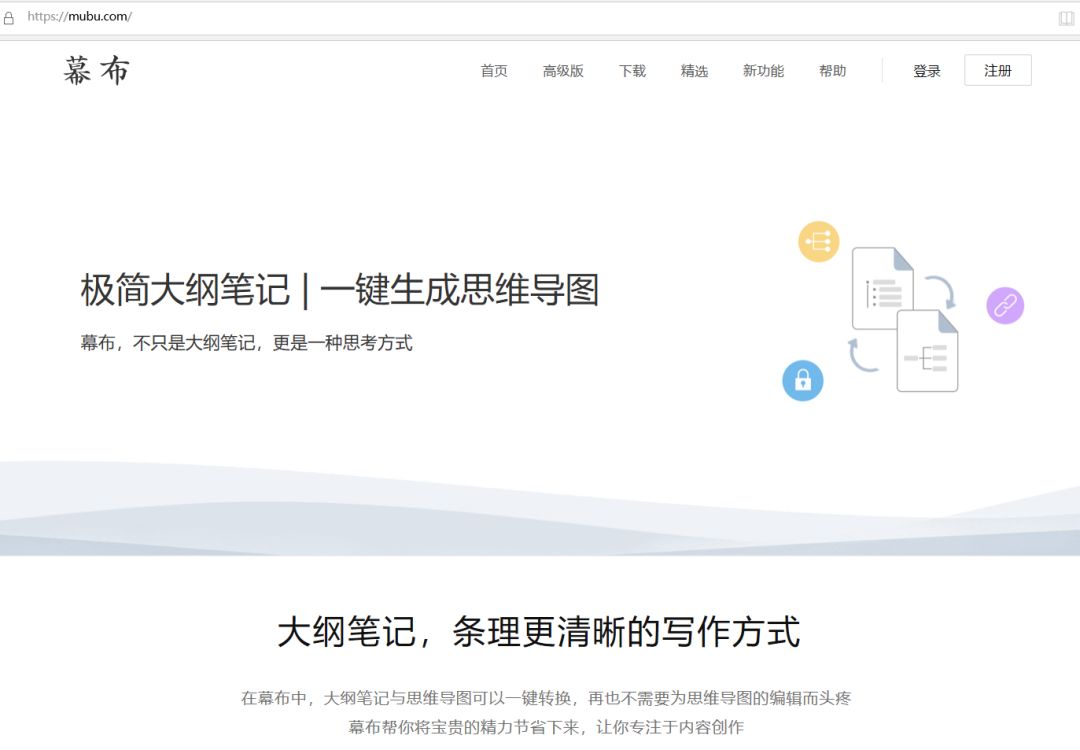 https://mubu.com/
幕布
首页 高级版 下载 精选 新功能 帮助 登录 注册
极简大纲笔记 | 一键生成思维导图
幕布，不只是大纲笔记，更是一种思考方式
大纲笔记，条理更清晰的写作方式
在幕布中，大纲笔记与思维导图可以一键转换，再也不需要为思维导图的编辑而头疼
幕布帮你将宝贵的精力节省下来，让你专注于内容创作